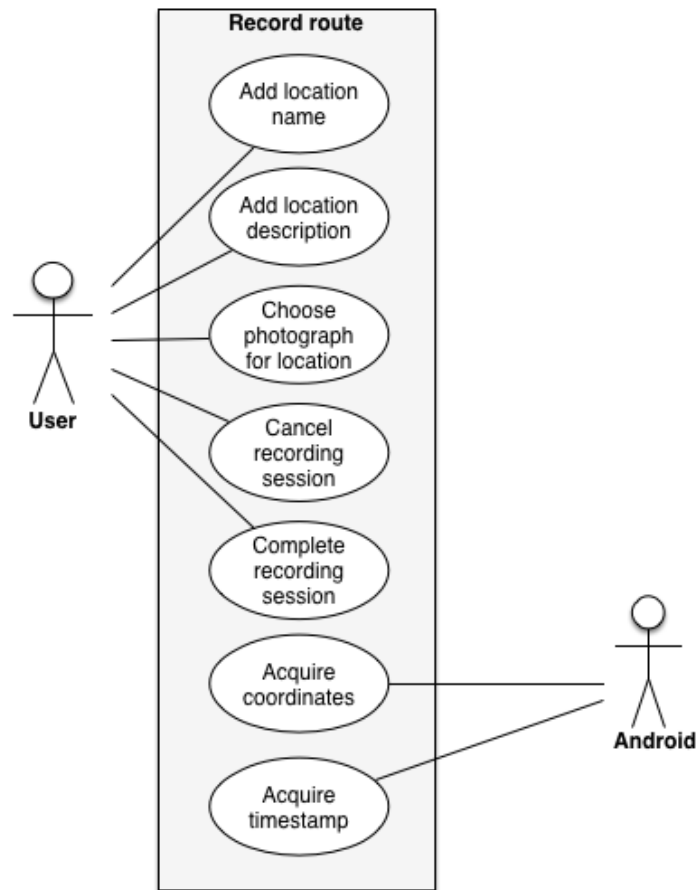 Record route
Add location
name
Add location
description
Choose
photograph
for location
User
Cancel
recording
session
Complete
recording
session
Acquire
coordinates
Android
Acquire
timestamp